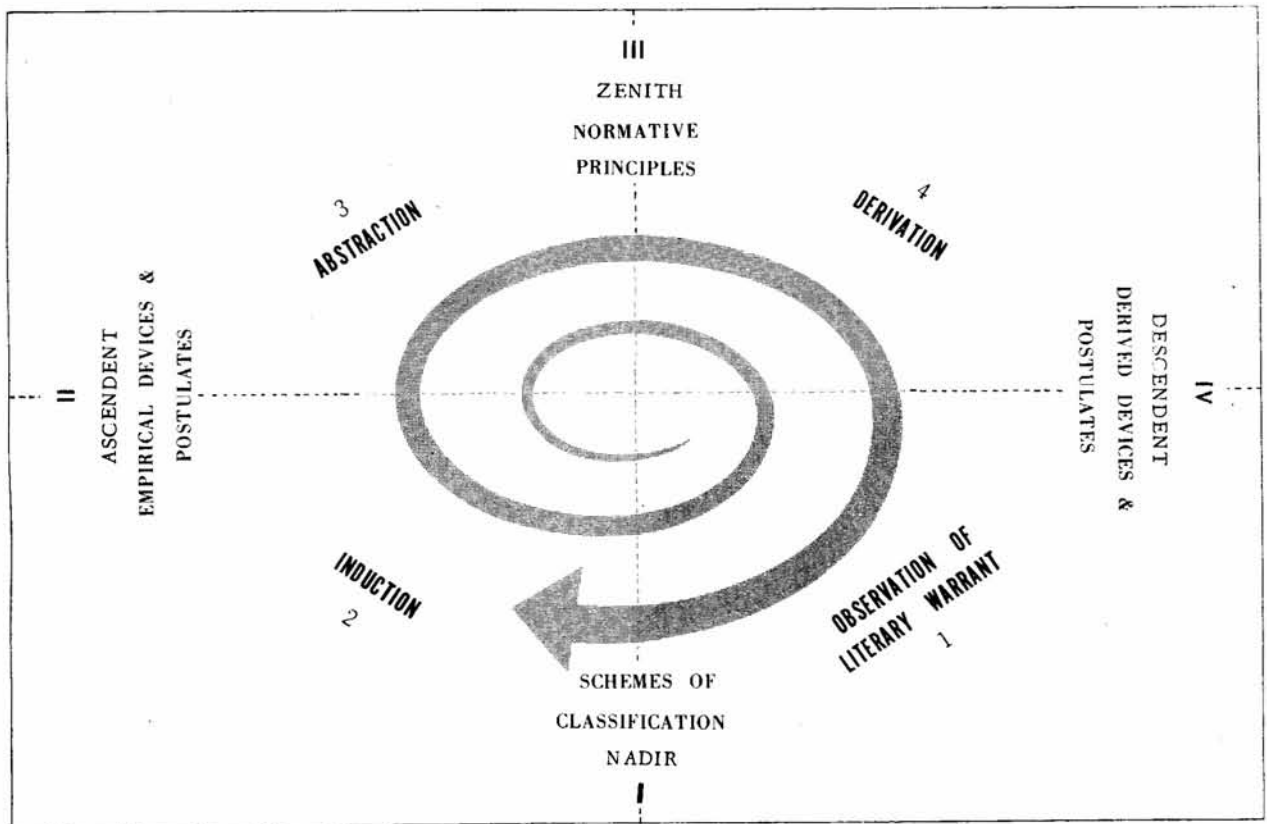 III
ZENITH
NORMATIVE
PRINCIPLES
3
ABSTRACTION
4
DERIVATION
II
ASCENDENT
EMPIRICAL DEVICES &
POSTULATES
IV
DESCENDENT
DERIVED DEVICES &
POSTULATES
INDUCTION
2
OBSERVATION OF
LITERARY WARRANT
1
SCHEMES OF
CLASSIFICATION
NADIR
I